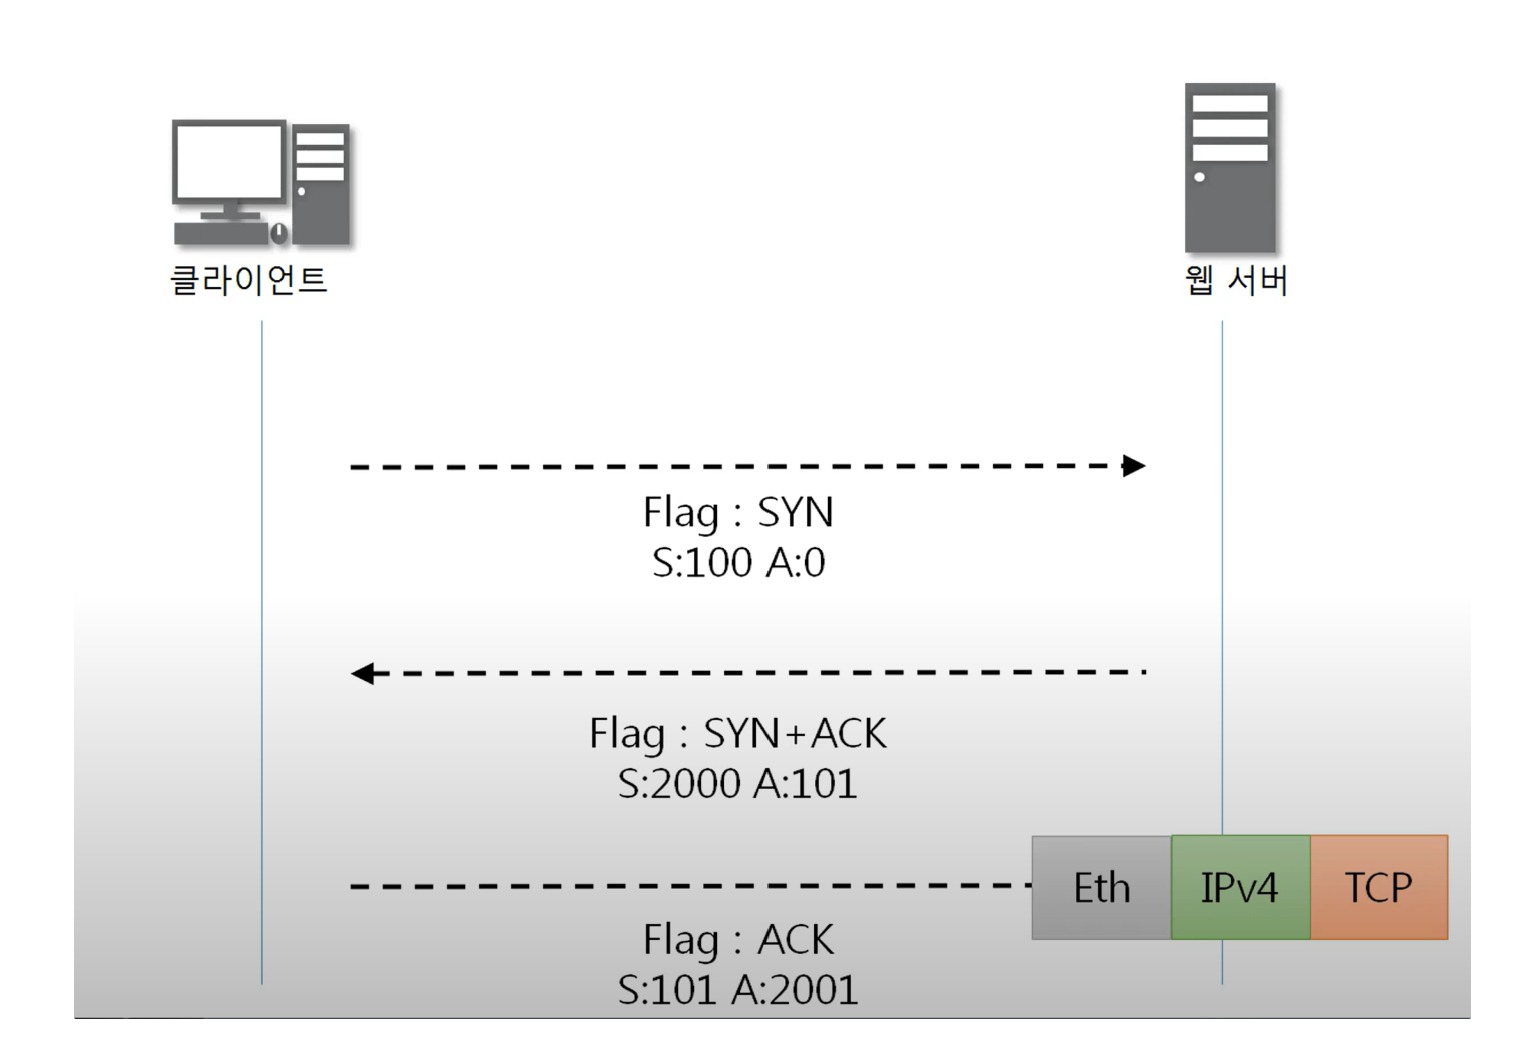 클라이언트
웹 서버
Flag : SYN
S:100 A:0
Flag : SYN+ACK
S:2000 A:101
Eth IPv4 TCP
Flag : ACK
S:101 A:2001